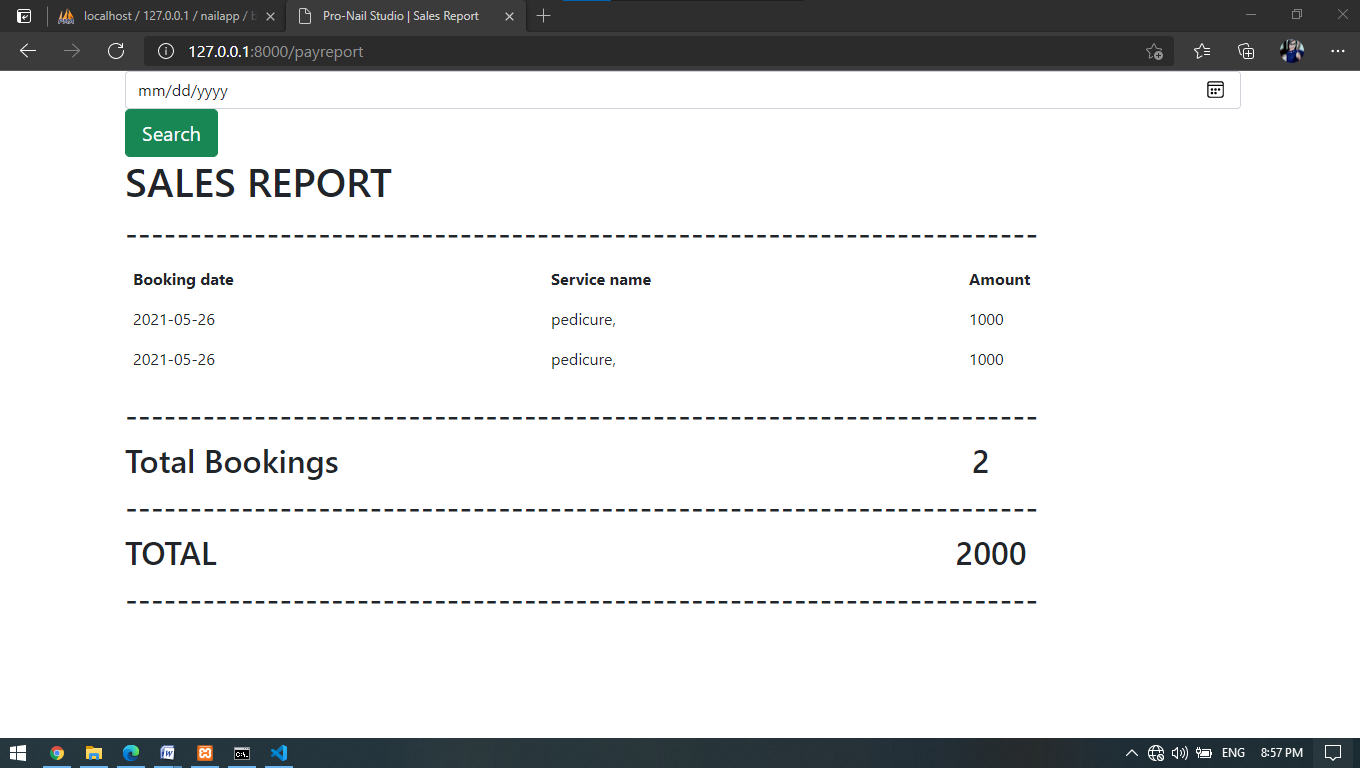 localhost / 127.0.0.1 / nailapp / b
Pro-Nail Studio | Sales Report
127.0.0.1:8000/payreport
mm/dd/yyyy
Search
SALES REPORT
-----------------------------------------------------------------------
Booking date Service name Amount
2021-05-26 pedicure, 1000
2021-05-26 pedicure, 1000
-----------------------------------------------------------------------
Total Bookings 2
-----------------------------------------------------------------------
TOTAL 2000
-----------------------------------------------------------------------
ENG 8:57 PM